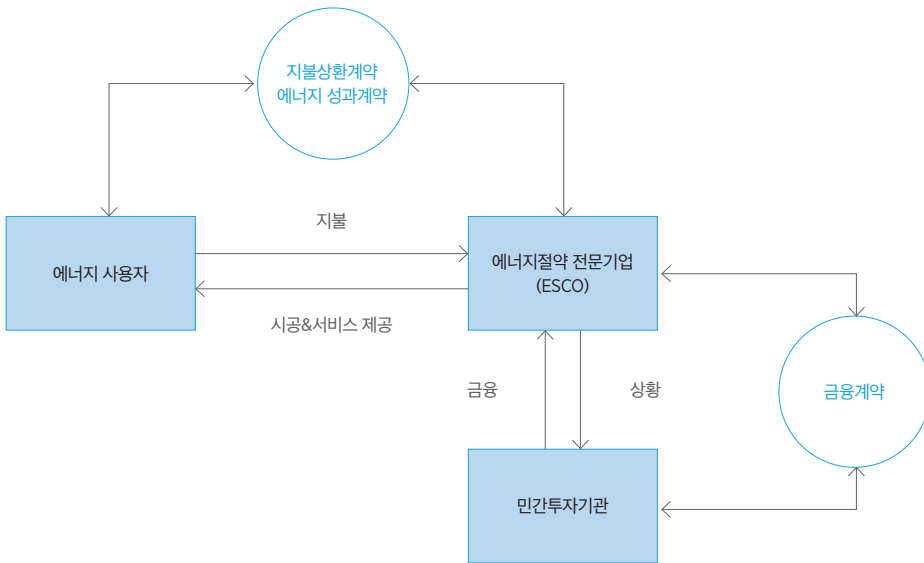 지불상환계약
에너지 성과계약
지불
에너지 사용자
에너지절약 전문기업
(ESCO)
시공&서비스 제공
금융
상황
금융계약
민간투자기관